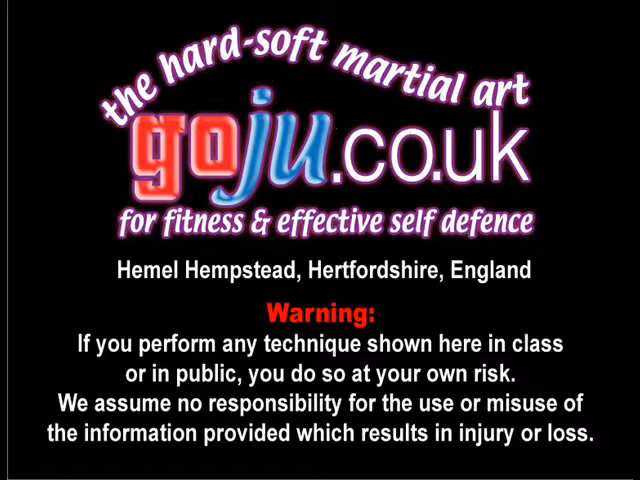 the hard-soft martial art
goju.co.uk
for fitness & effective self defence
Hemel Hempstead, Hertfordshire, England
Warning:
If you perform any technique shown here in class
or in public, you do so at your own risk.
We assume no responsibility for the use or misuse of
the information provided which results in injury or loss.